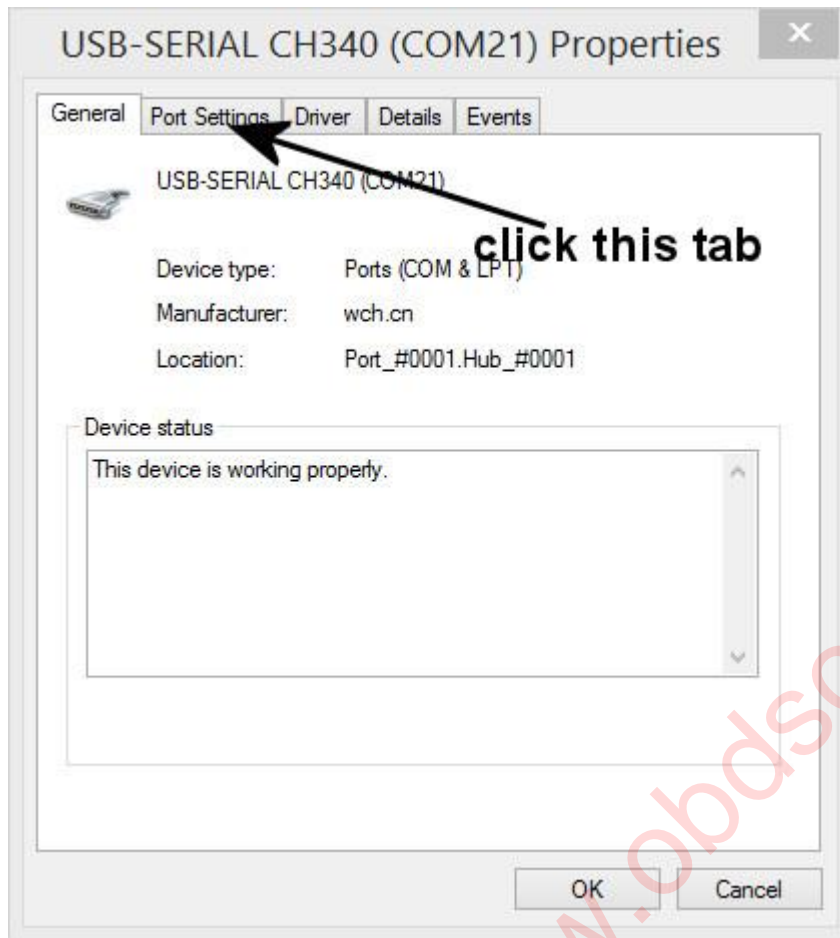 USB-SERIAL CH340 (COM21) Properties
General Port Settings Driver Details Events
USB-SERIAL CH340 (COM21)
click this tab
Device type: Ports (COM & LPT)
Manufacturer: wch.cn
Location: Port_#0001.Hub_#0001
Device status
This device is working properly.
OK Cancel